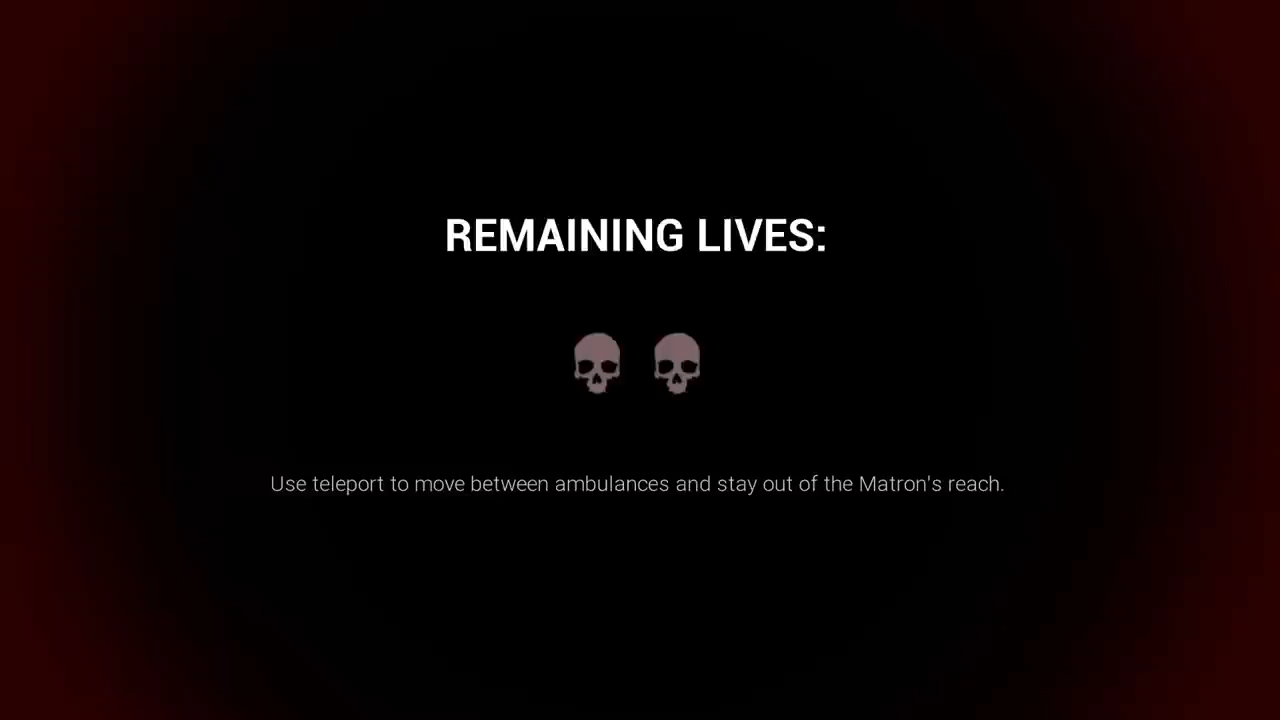 REMAINING LIVES:
Use teleport to move between ambulances and stay out of the Matron's reach.